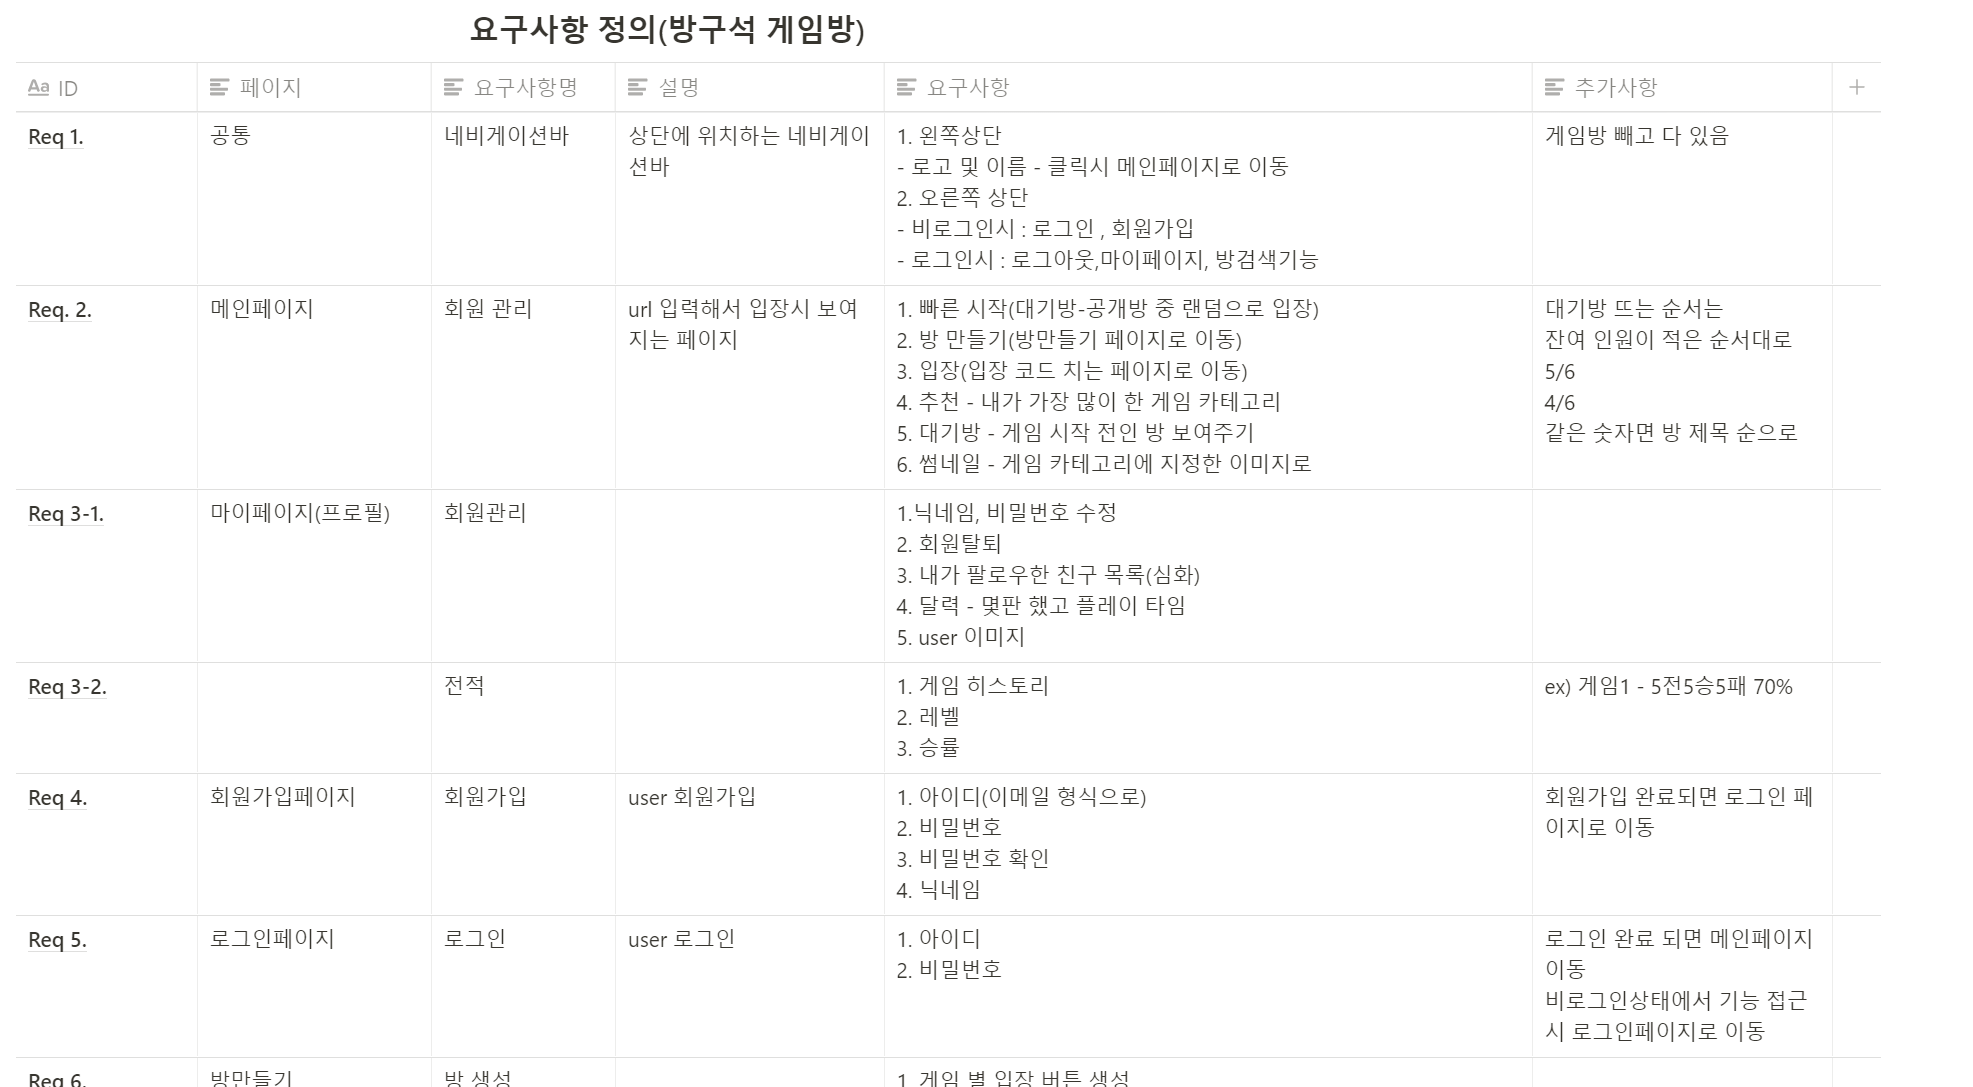 요구사항 정의(방구석 게임방)
Aa ID
페이지
요구사항명
설명
요구사항
추가사항
Req 1.
공통
네비게이션바
상단에 위치하는 네비게이
션바
1. 왼쪽상단
- 로고 및 이름 - 클릭시 메인페이지로 이동
2. 오른쪽 상단
- 비로그인시 : 로그인 , 회원가입
- 로그인시 : 로그아웃,마이페이지, 방검색기능
게임방 빼고 다 있음
Req. 2.
메인페이지
회원 관리
url 입력해서 입장시 보여
지는 페이지
1. 빠른 시작(대기방-공개방 중 랜덤으로 입장)
2. 방 만들기(방만들기 페이지로 이동)
3. 입장(입장 코드 치는 페이지로 이동)
4. 추천 - 내가 가장 많이 한 게임 카테고리
5. 대기방 - 게임 시작 전인 방 보여주기
6. 썸네일 - 게임 카테고리에 지정한 이미지로
대기방 뜨는 순서는
잔여 인원이 적은 순서대로
5/6
4/6
같은 숫자면 방 제목 순으로
Req 3-1.
마이페이지(프로필)
회원관리
1.닉네임, 비밀번호 수정
2. 회원탈퇴
3. 내가 팔로우한 친구 목록(심화)
4. 달력 - 몇판 했고 플레이 타임
5. user 이미지
Req 3-2.
전적
1. 게임 히스토리
2. 레벨
3. 승률
ex) 게임1 - 5전5승5패 70%
Req 4.
회원가입페이지
회원가입
user 회원가입
1. 아이디(이메일 형식으로)
2. 비밀번호
3. 비밀번호 확인
4. 닉네임
회원가입 완료되면 로그인 페
이지로 이동
Req 5.
로그인페이지
로그인
user 로그인
1. 아이디
2. 비밀번호
로그인 완료 되면 메인페이지
이동
비로그인상태에서 기능 접근
시 로그인페이지로 이동
Req 6.
방만들기
방 생성
1. 게임 별 입장 버튼 생성